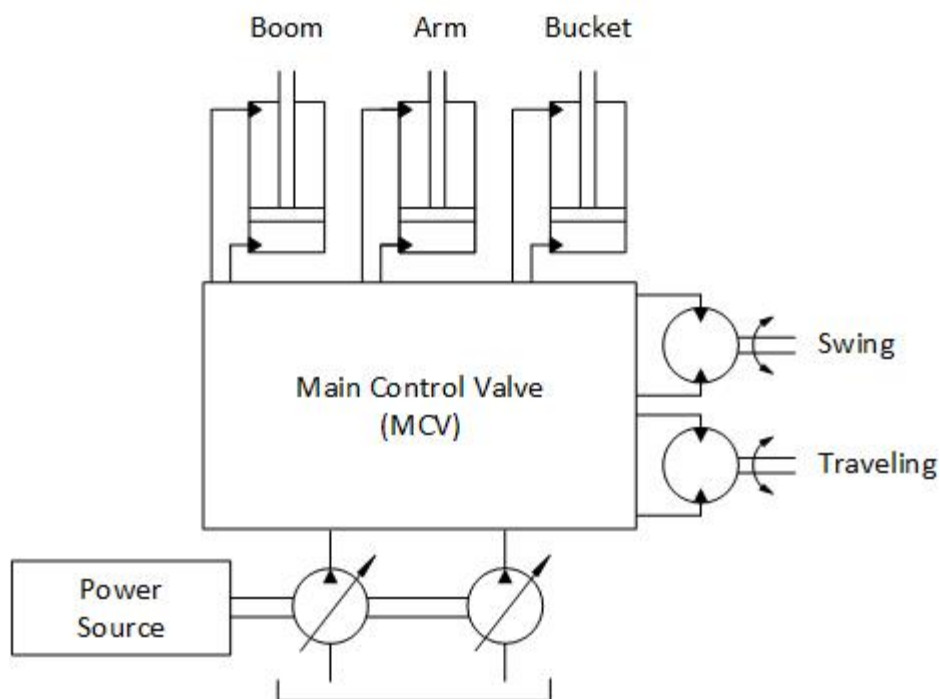 Boom
Arm
Bucket
Main Control Valve
(MCV)
Swing
Traveling
Power
Source